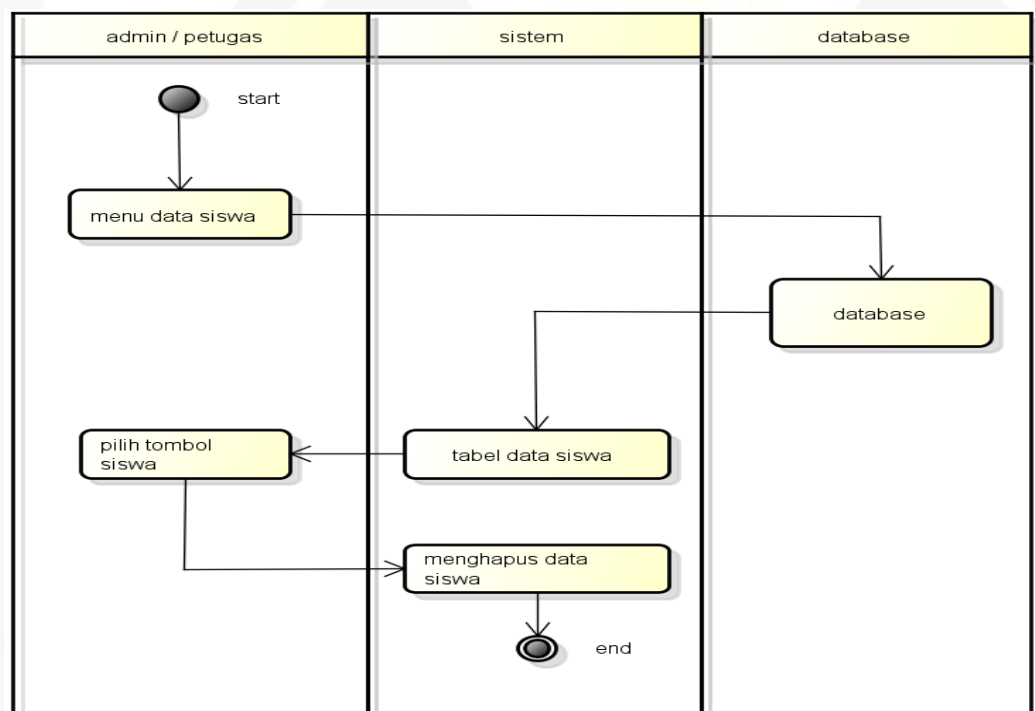 admin / petugas
sistem
database
start
menu data siswa
database
tabel data siswa
pilih tombol
siswa
menghapus data
siswa
end